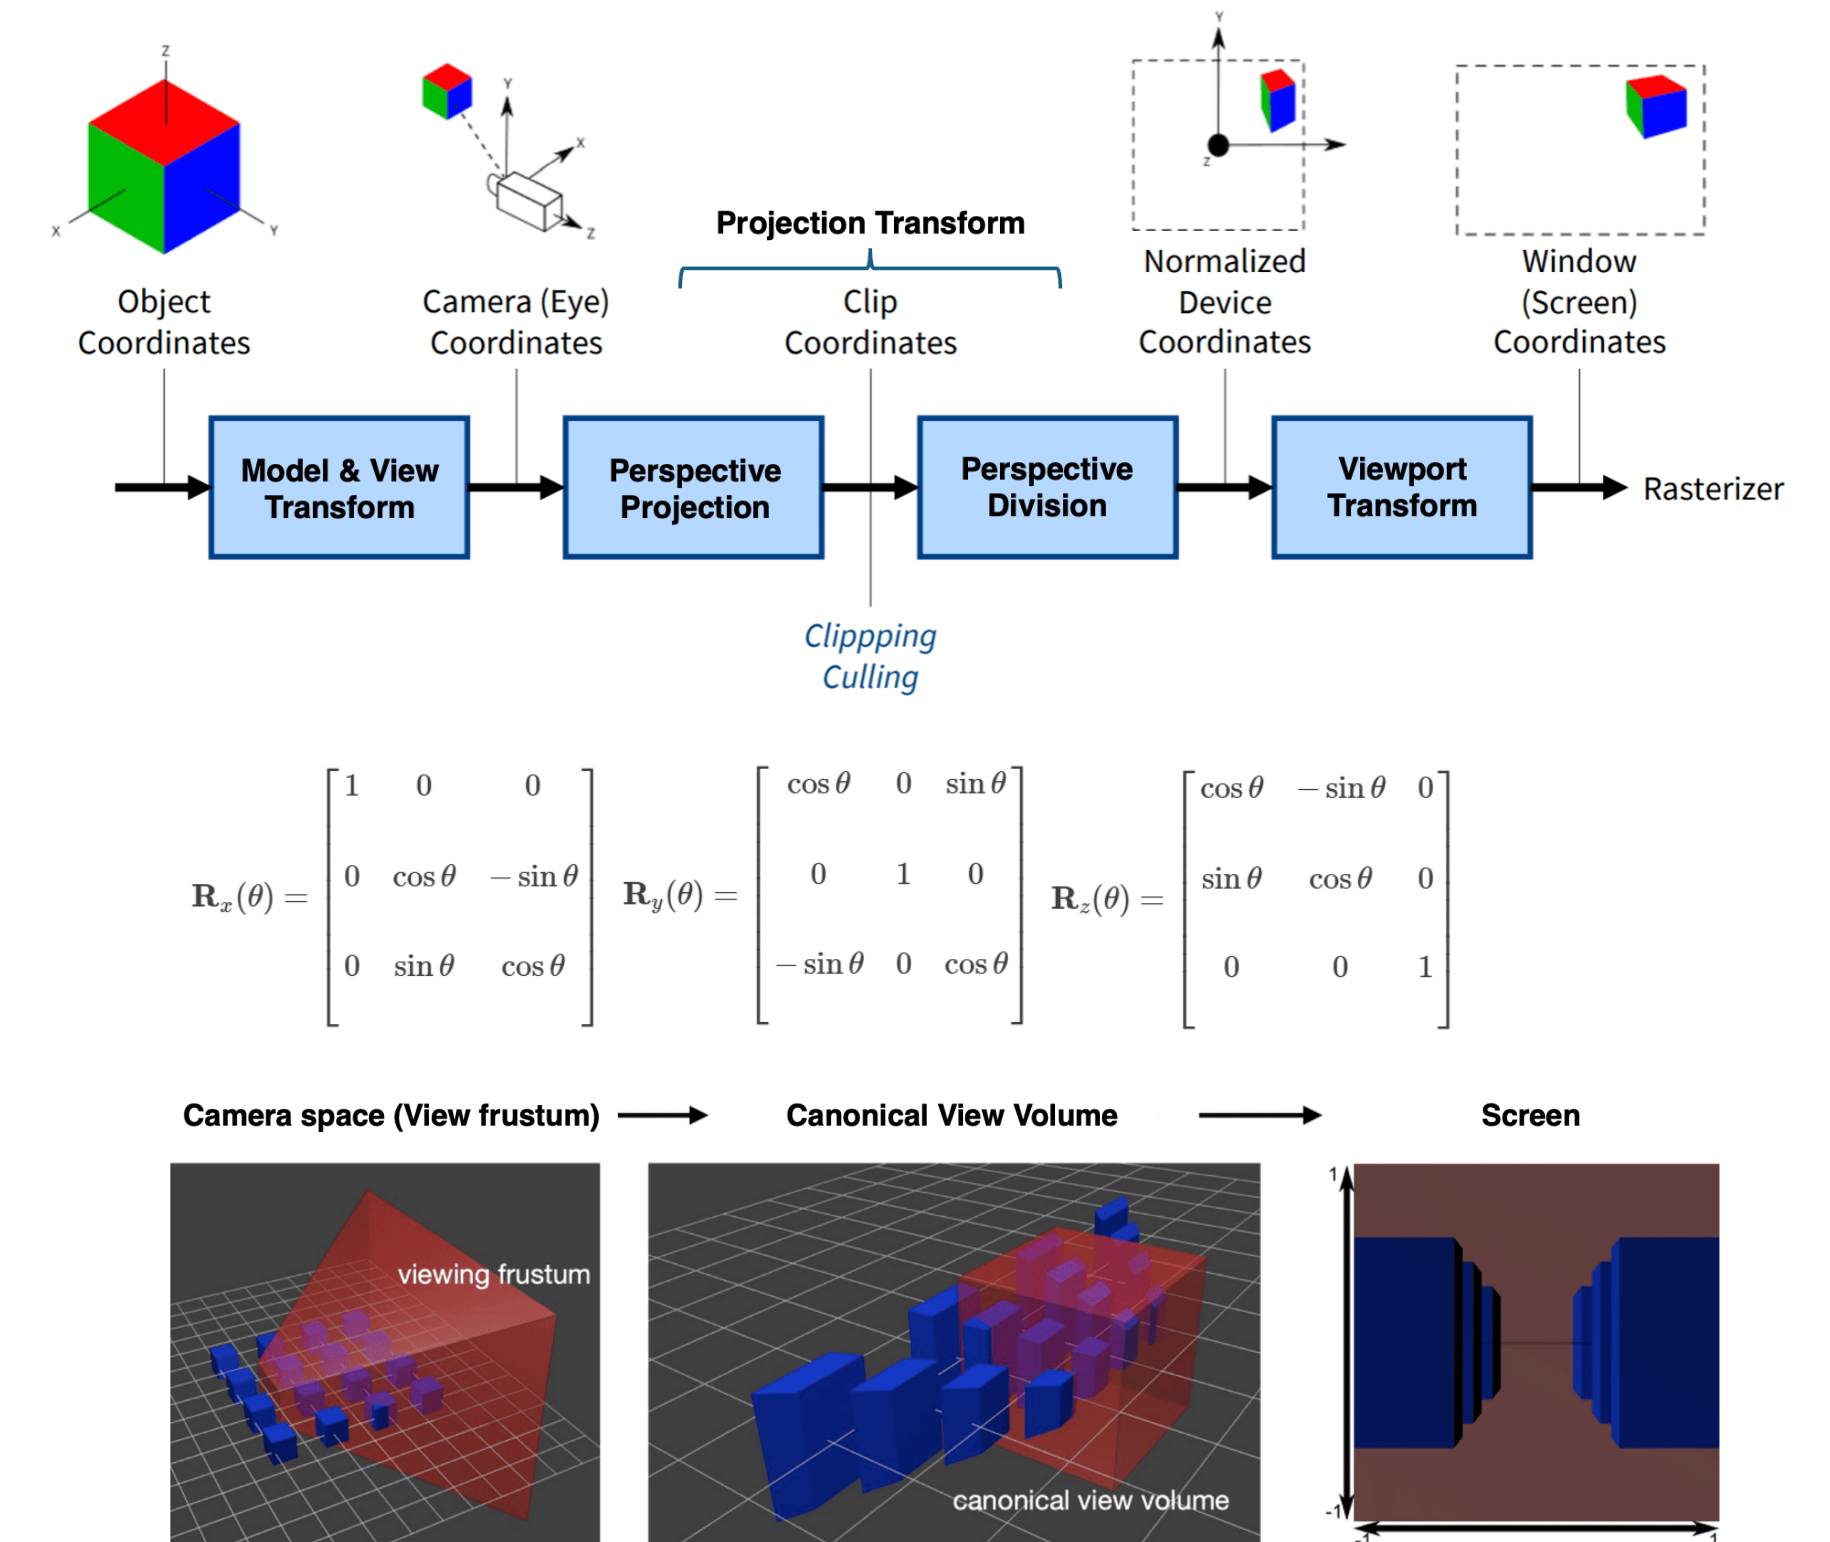 Z
X
Y
Object
Coordinates
Y
X
Z
Camera (Eye)
Coordinates
Projection Transform
Clip
Coordinates
Y
Z
Normalized
Device
Coordinates
Window
(Screen)
Coordinates
Model & View
Transform
Perspective
Projection
Perspective
Division
Viewport
Transform
Rasterizer
Clippping
Culling
R_x(θ) = [ 1 0 0
0 cos θ − sin θ
0 sin θ cos θ ]
R_y(θ) = [ cos θ 0 sin θ
0 1 0
− sin θ 0 cos θ ]
R_z(θ) = [ cos θ − sin θ 0
sin θ cos θ 0
0 0 1 ]
Camera space (View frustum)
Canonical View Volume
Screen
viewing frustum
canonical view volume
1
-1
-1
1